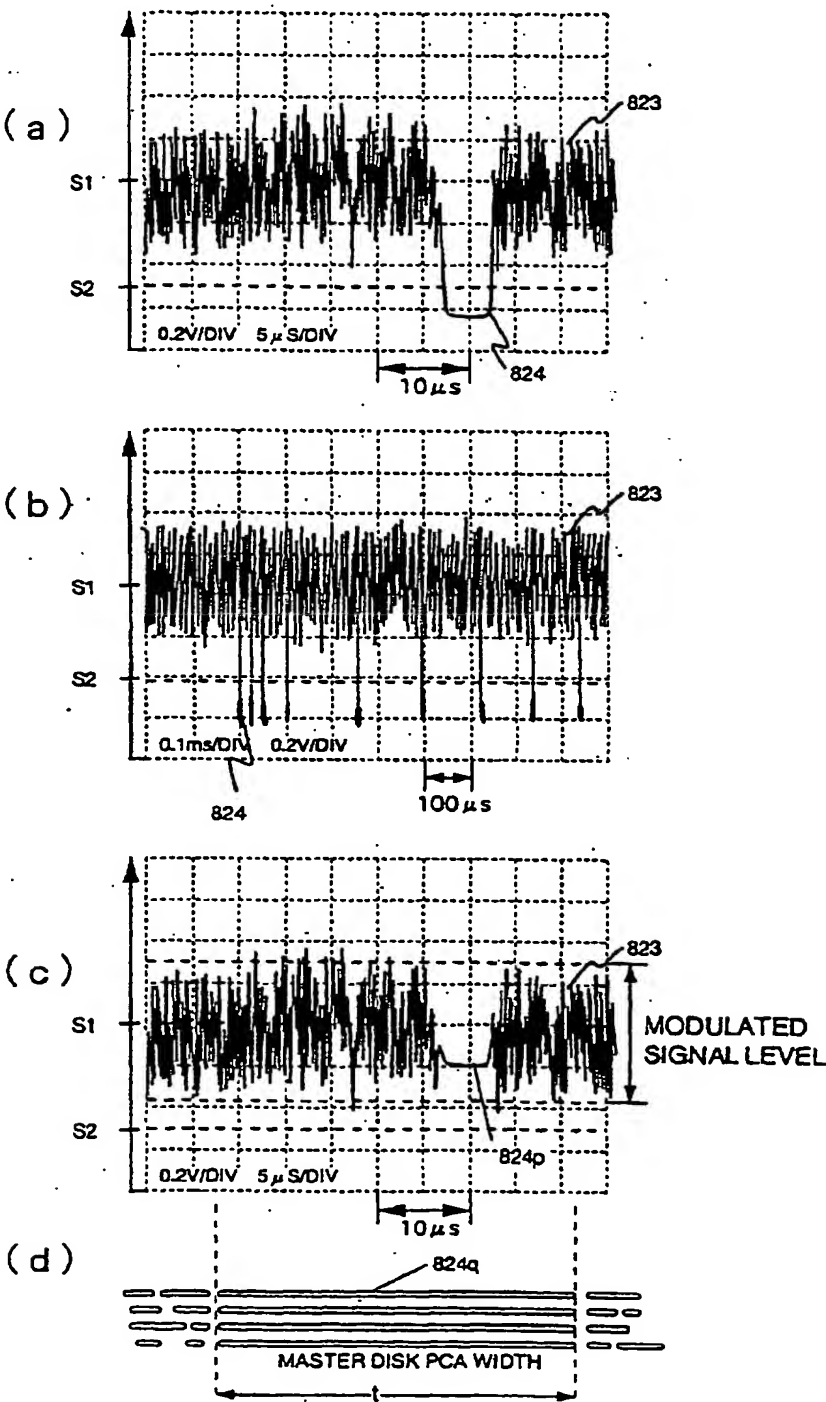 (a)
823
S1
S2
0.2V/DIV 5μS/DIV
10μs
824
(b)
823
S1
S2
0.1ms/DIV 0.2V/DIV
100μs
824
(c)
823
S1
MODULATED
SIGNAL LEVEL
S2
824p
0.2V/DIV 5μS/DIV
10μs
(d)
824q
MASTER DISK PCA WIDTH
t